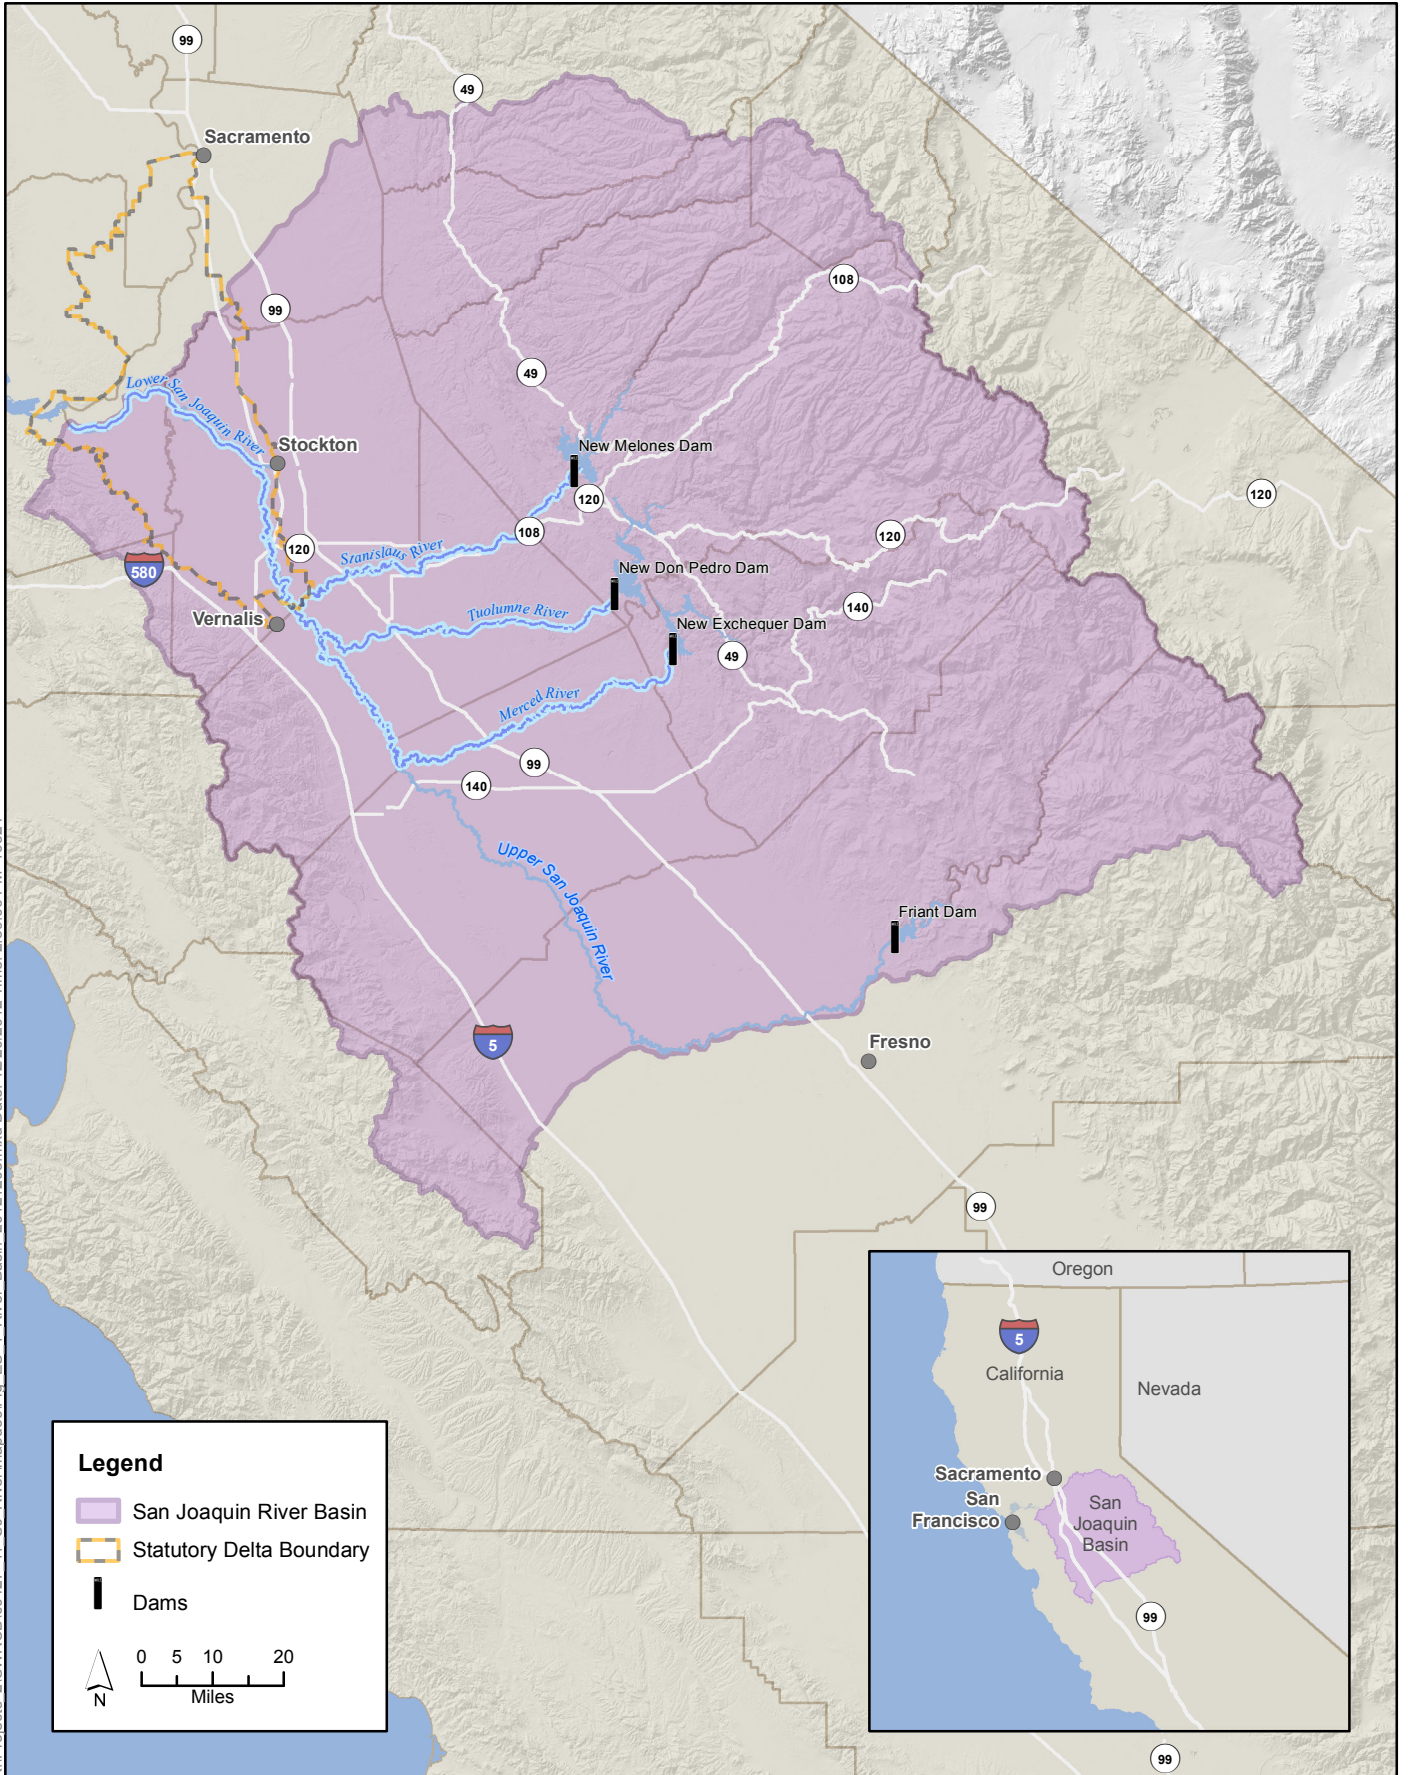 99
49
Sacramento
108
99
49
Lower San Joaquin River
Stockton
New Melones Dam
120
120
108
120
120
Stanislaus River
580
New Don Pedro Dam
140
Tuolumne River
Vernalis
New Exchequer Dam
49
Merced River
99
140
Upper San Joaquin River
Friant Dam
5
Fresno
99
Oregon
5
California
Nevada
Sacramento
San
Francisco
San
Joaquin
Basin
99
Legend
San Joaquin River Basin
Statutory Delta Boundary
Dams
0 5 10 20
Miles
N
99